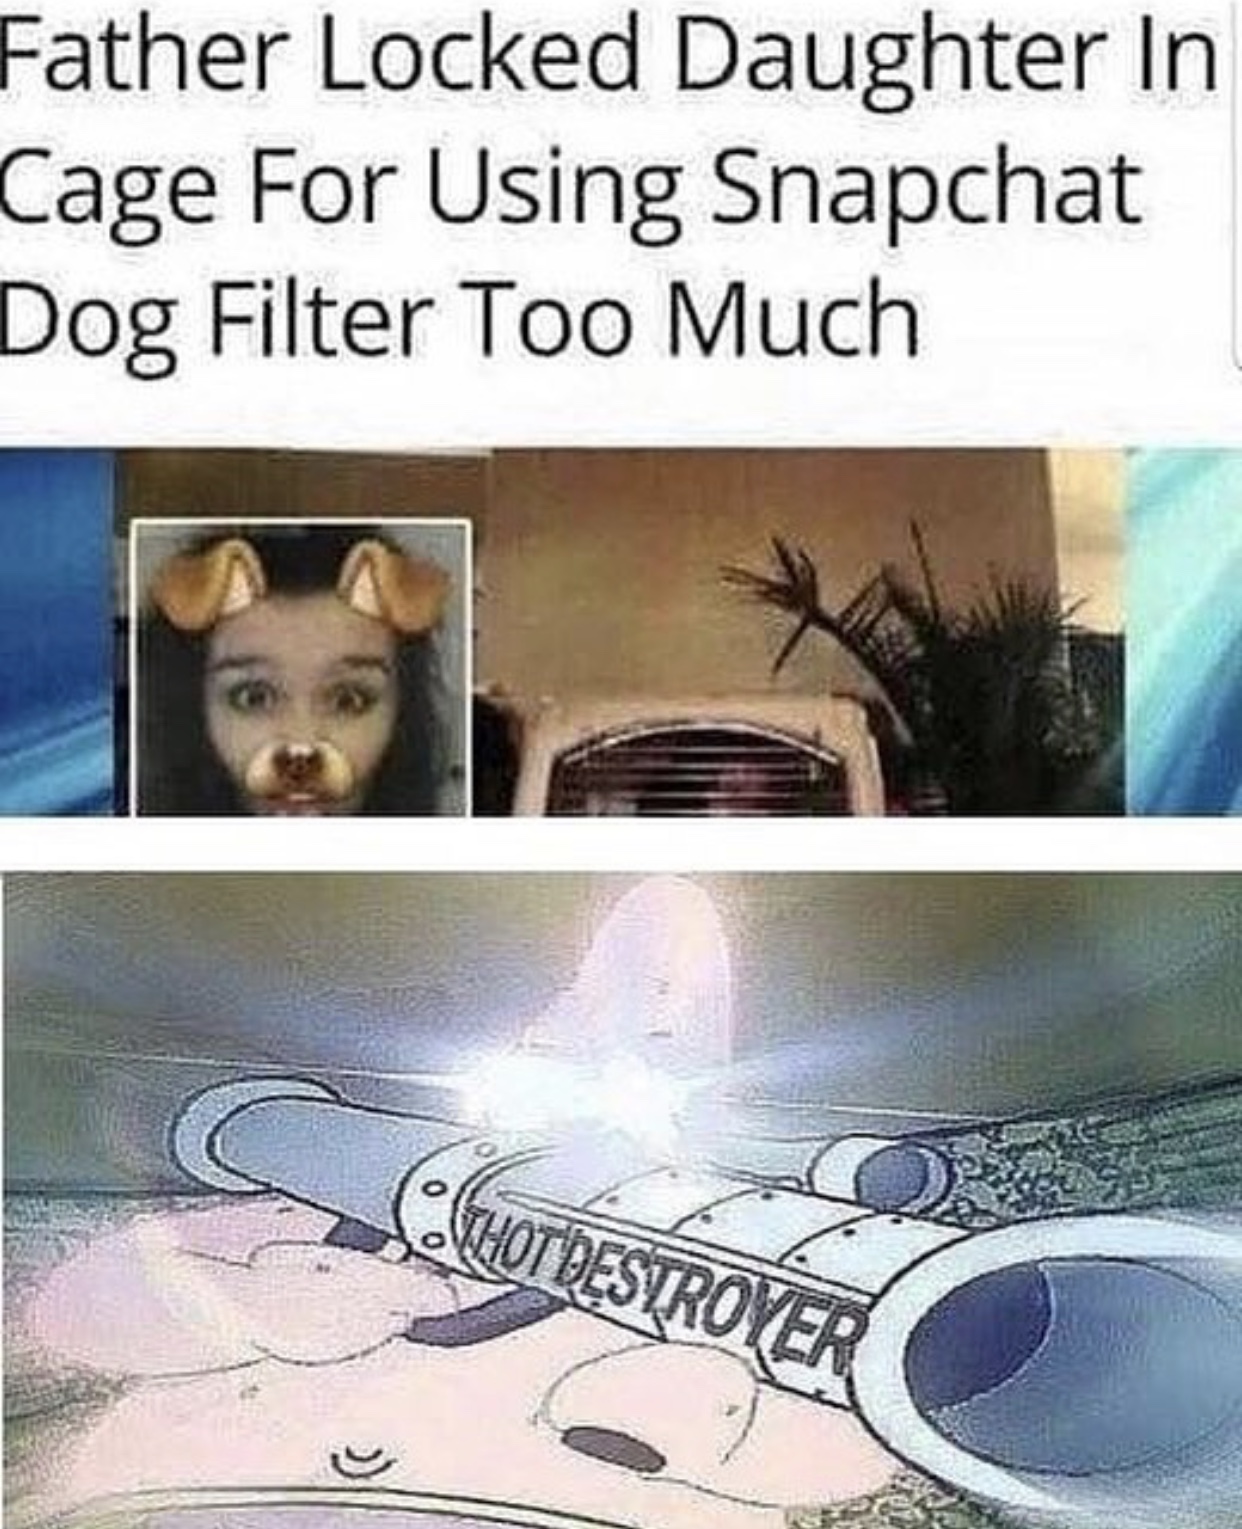 Father Locked Daughter In
Cage For Using Snapchat
Dog Filter Too Much
THOT DESTROYER